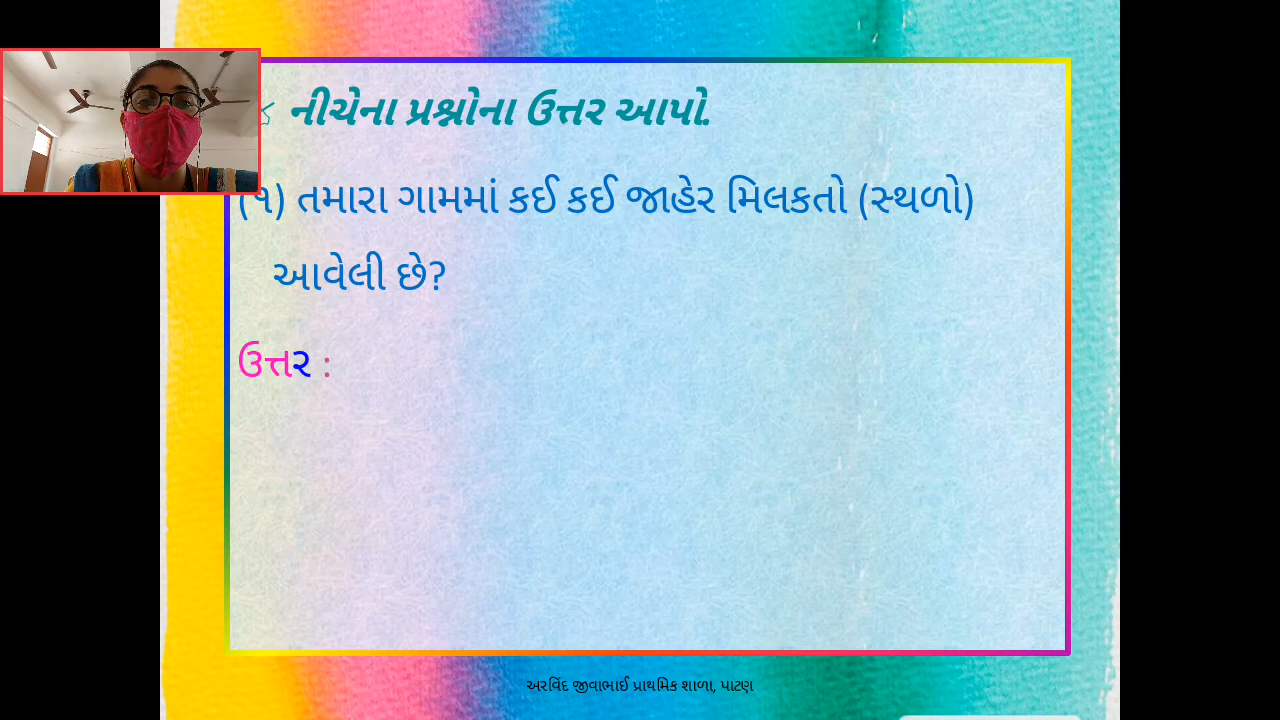 નીચેના પ્રશ્નોના ઉત્તર આપો.
(૧) તમારા ગામમાં કઈ કઈ જાહેર મિલકતો (સ્થળો)
આવેલી છે?
ઉત્તર :
અરવિંદ જીવાભાઈ પ્રાથમિક શાળા, પાટણ